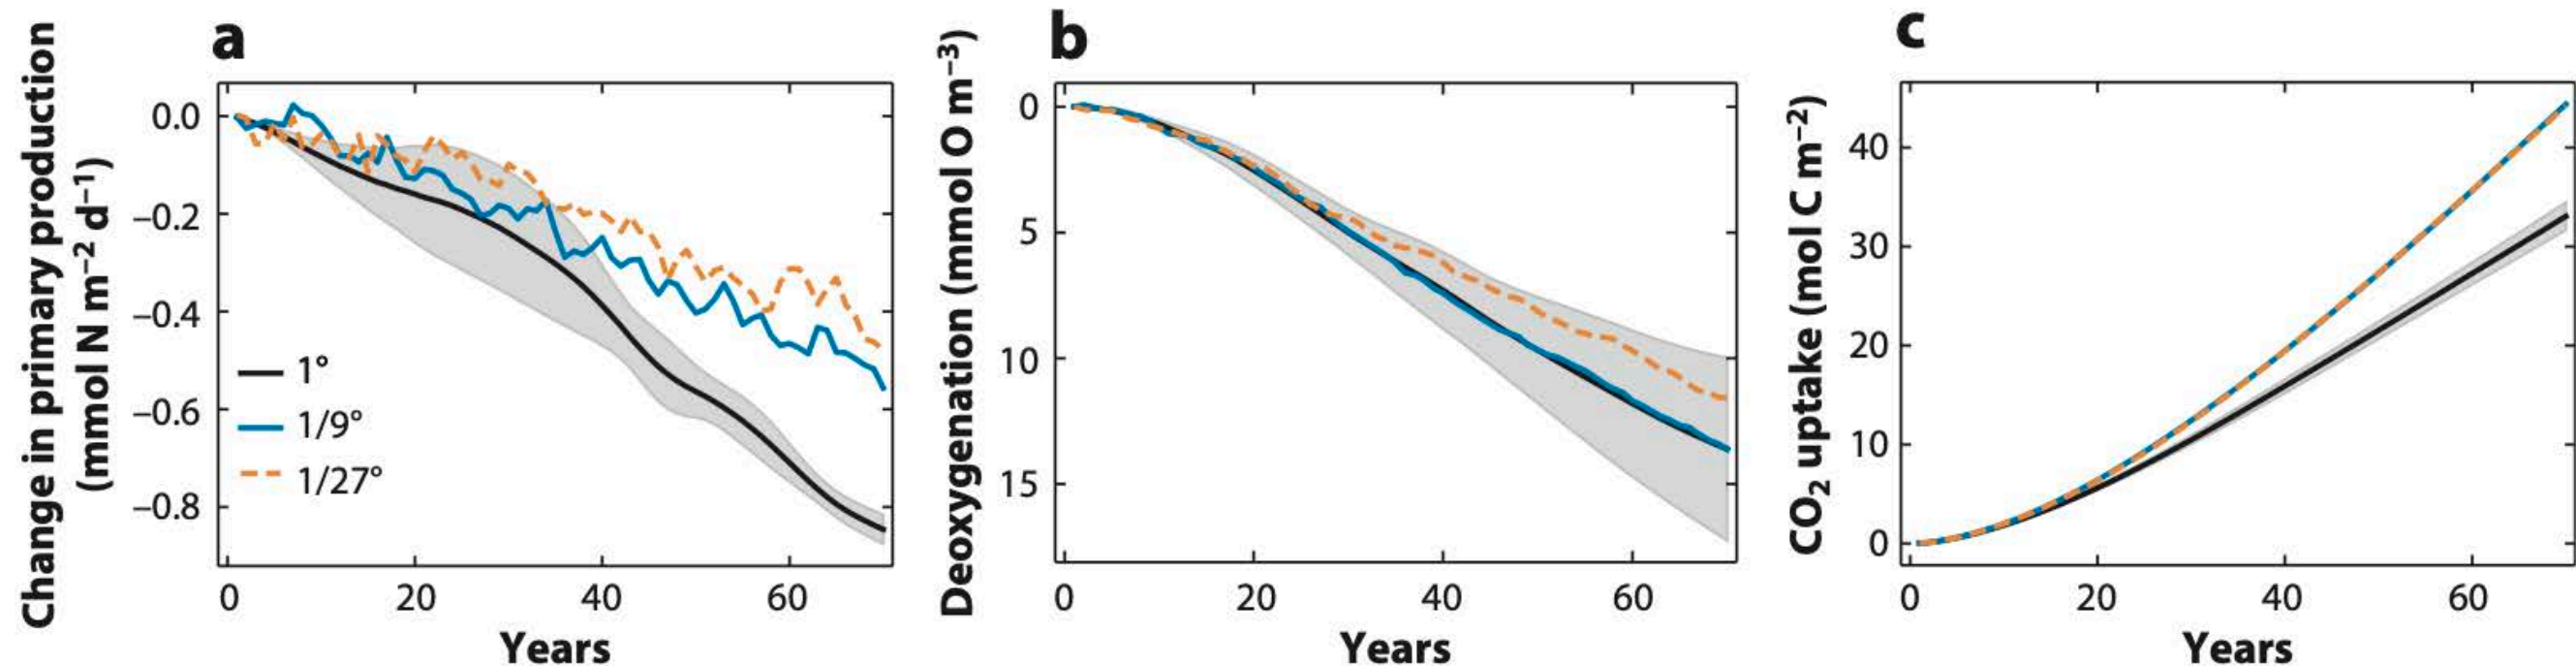 a
Change in primary production
(mmol N m⁻² d⁻¹)
0.0
−0.2
−0.4
−0.6
−0.8
1°
1/9°
1/27°
0 20 40 60
Years
b
Deoxygenation (mmol O m⁻³)
0
5
10
15
0 20 40 60
Years
c
CO₂ uptake (mol C m⁻²)
40
30
20
10
0
0 20 40 60
Years